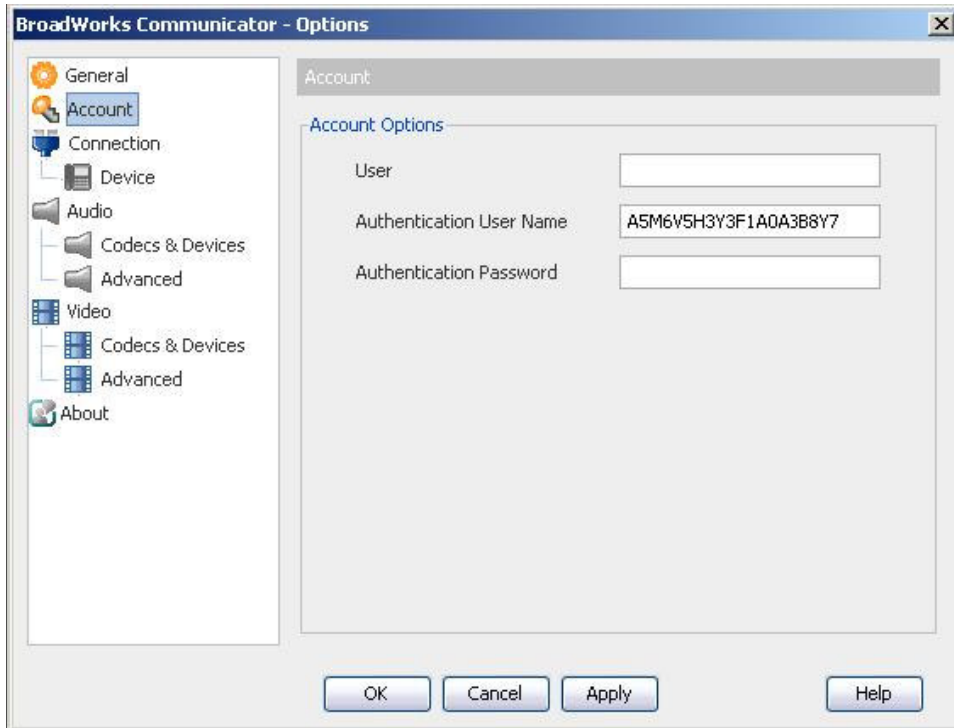 BroadWorks Communicator - Options
General
Account
Connection
Device
Audio
Codecs & Devices
Advanced
Video
Codecs & Devices
Advanced
About
Account
Account Options
User
Authentication User Name A5M6V5H3Y3F1A0A3B8Y7
Authentication Password
OK Cancel Apply Help